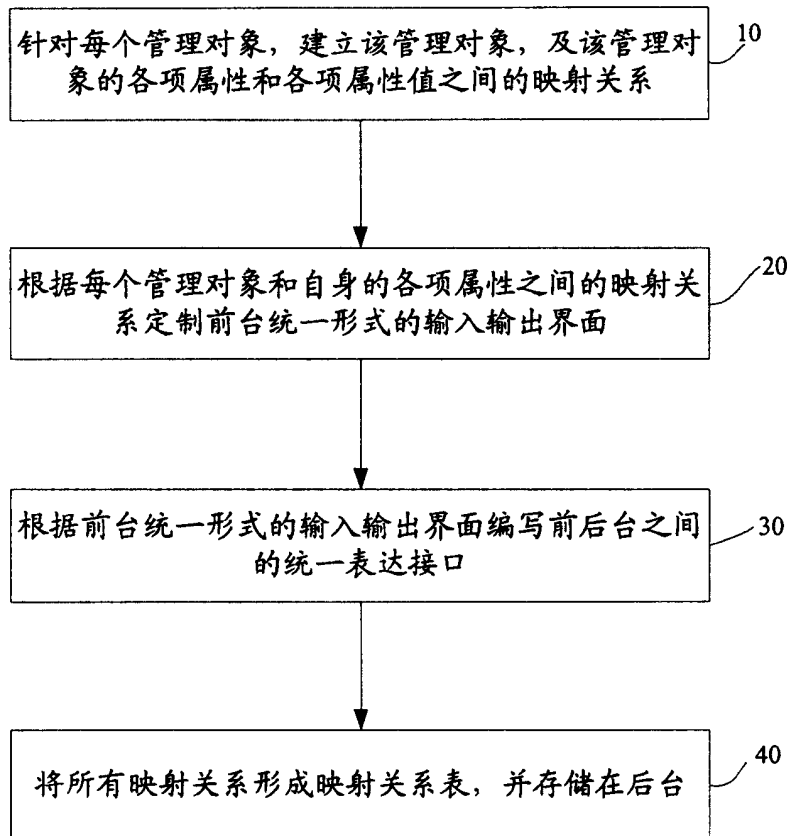 针对每个管理对象，建立该管理对象，及该管理对
象的各项属性和各项属性值之间的映射关系
10
根据每个管理对象和自身的各项属性之间的映射关
系定制前台统一形式的输入输出界面
20
根据前台统一形式的输入输出界面编写前后台之间
的统一表达接口
30
将所有映射关系形成映射关系表，并存储在后台
40